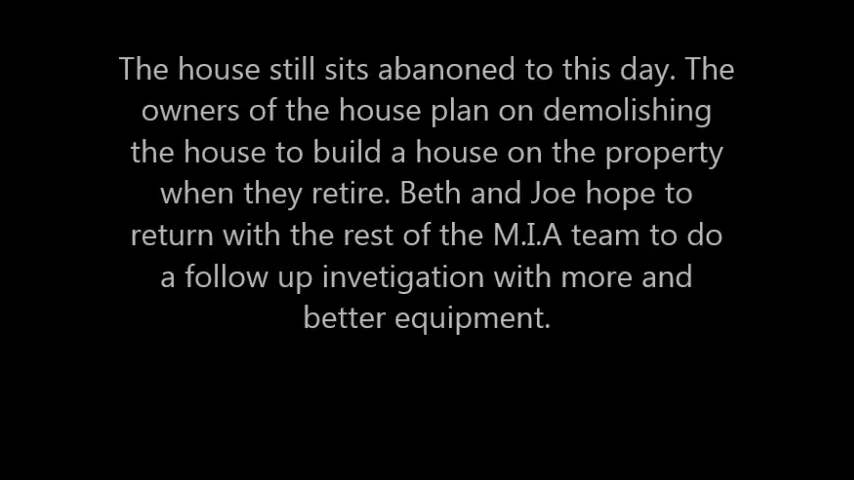 The house still sits abanoned to this day. The
owners of the house plan on demolishing
the house to build a house on the property
when they retire. Beth and Joe hope to
return with the rest of the M.I.A team to do
a follow up invetigation with more and
better equipment.